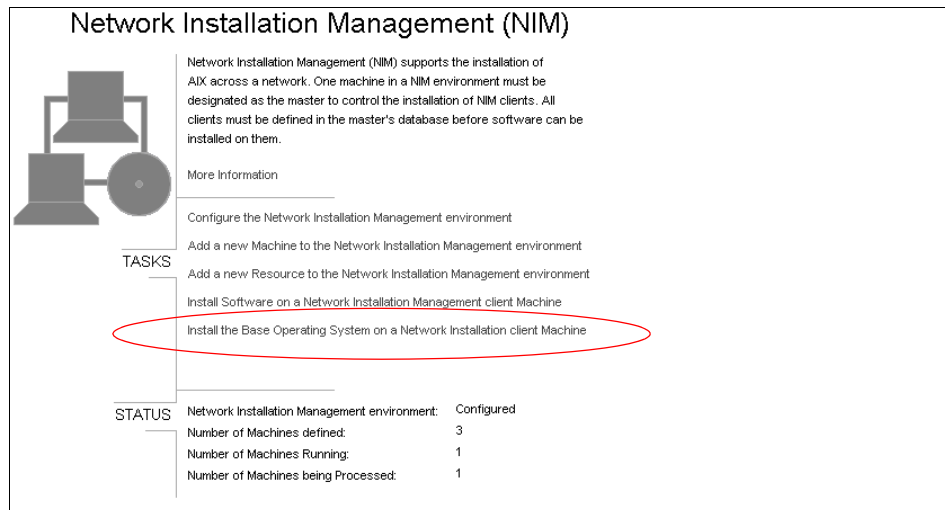 Network Installation Management (NIM)
Network Installation Management (NIM) supports the installation of
AIX across a network. One machine in a NIM environment must be
designated as the master to control the installation of NIM clients. All
clients must be defined in the master's database before software can be
installed on them.
More Information
TASKS
Configure the Network Installation Management environment
Add a new Machine to the Network Installation Management environment
Add a new Resource to the Network Installation Management environment
Install Software on a Network Installation Management client Machine
Install the Base Operating System on a Network Installation client Machine
STATUS
Network Installation Management environment: Configured
Number of Machines defined: 3
Number of Machines Running: 1
Number of Machines being Processed: 1